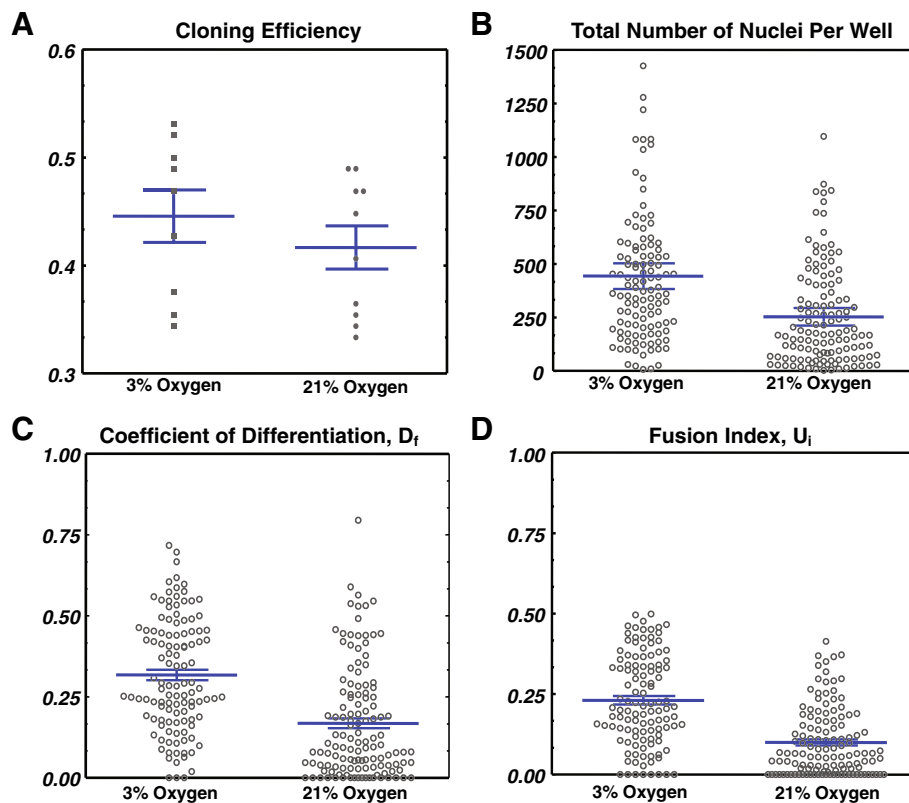 A
Cloning Efficiency
0.6
0.5
0.4
0.3
3% Oxygen
21% Oxygen
B
Total Number of Nuclei Per Well
1500
1250
1000
750
500
250
0
3% Oxygen
21% Oxygen
C
Coefficient of Differentiation, Df
1.00
0.75
0.50
0.25
0.00
3% Oxygen
21% Oxygen
D
Fusion Index, Ui
1.00
0.75
0.50
0.25
0.00
3% Oxygen
21% Oxygen